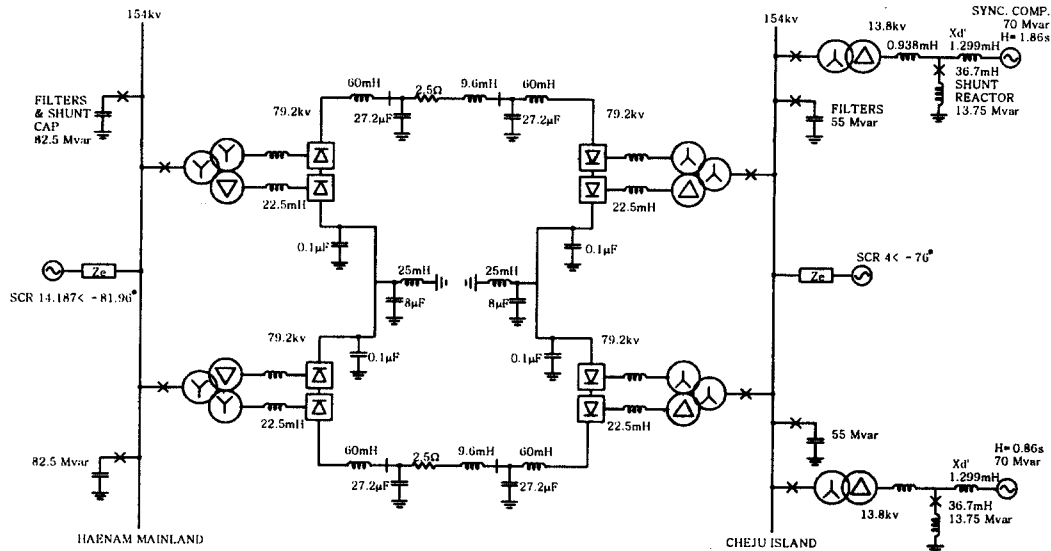 154kv
154kv
SYNC. COMP.
70 Mvar
H= 1.86s
13.8kv
0.938mH
Xd'
1.299mH
36.7mH
SHUNT
REACTOR
13.75 Mvar
FILTERS
& SHUNT
CAP
82.5 Mvar
60mH
2.5Ω
9.6mH
60mH
79.2kv
27.2μF
27.2μF
79.2kv
FILTERS
55 Mvar
22.5mH
22.5mH
0.1μF
0.1μF
25mH
25mH
8μF
8μF
Ze
SCR 14.187< -81.96°
SCR 4< -76°
Ze
79.2kv
79.2kv
0.1μF
0.1μF
22.5mH
22.5mH
82.5 Mvar
60mH
2.5Ω
9.6mH
60mH
27.2μF
27.2μF
55 Mvar
H= 0.86s
70 Mvar
Xd'
1.299mH
36.7mH
13.75 Mvar
13.8kv
HAENAM MAINLAND
CHEJU ISLAND